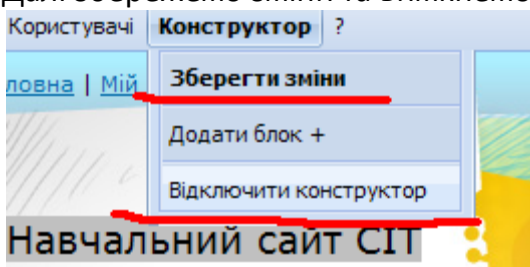 Користувачі Конструктор ?
ловна | Мій Зберегти зміни
Додати блок +
Відключити конструктор
Навчальний сайт СІТ